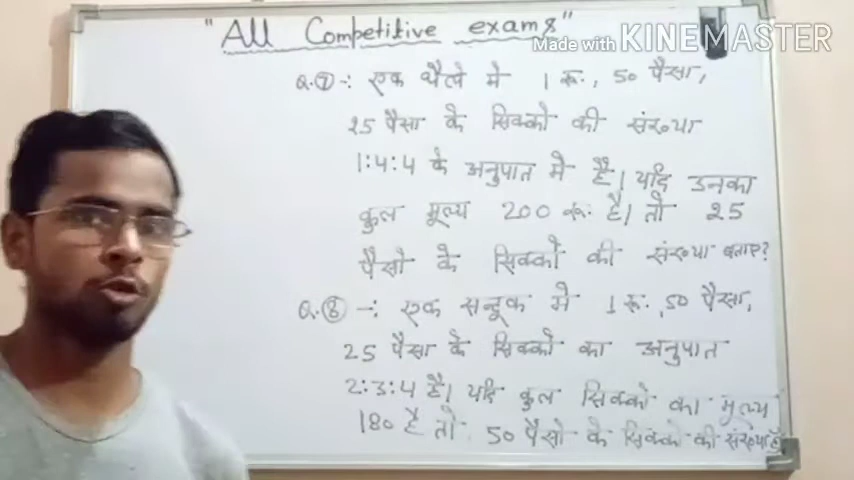 "All Competitive exams"
Made with KINEMASTER
Q.⑦ -: एक थैले मे 1 रू., 50 पैसा,
25 पैसा के सिक्को की संख्या
1:4:4 के अनुपात मे है। यदि उनका
कुल मूल्य 200 रू. है। तो 25
पैसो के सिक्को की संख्या बताए?
Q.⑧ -: एक सन्दूक मे 1 रू., 50 पैसा,
25 पैसा के सिक्को का अनुपात
2:3:4 है। यदि कुल सिक्को का मूल्य
180 है तो 50 पैसो के सिक्को की संख्या है